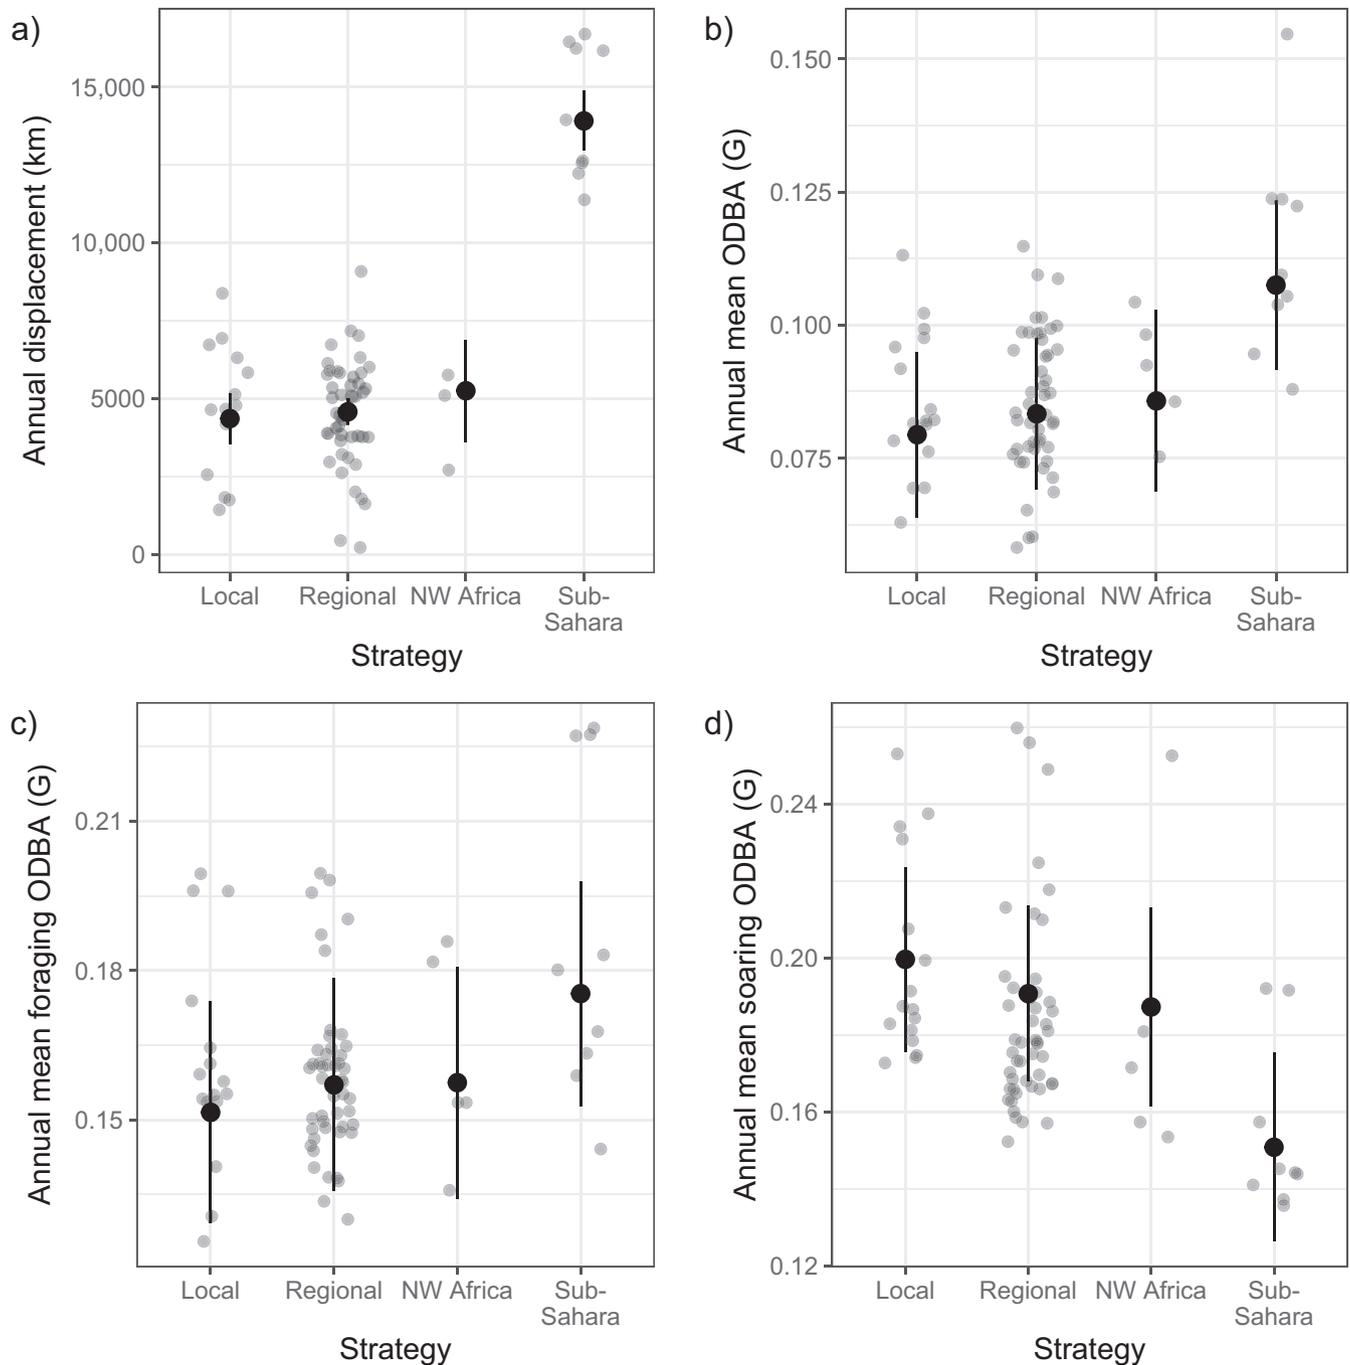 a)
Annual displacement (km)
15,000
10,000
5000
0
Local Regional NW Africa Sub-
Sahara
Strategy
b)
Annual mean ODBA (G)
0.150
0.125
0.100
0.075
Local Regional NW Africa Sub-
Sahara
Strategy
c)
Annual mean foraging ODBA (G)
0.21
0.18
0.15
Local Regional NW Africa Sub-
Sahara
Strategy
d)
Annual mean soaring ODBA (G)
0.24
0.20
0.16
0.12
Local Regional NW Africa Sub-
Sahara
Strategy